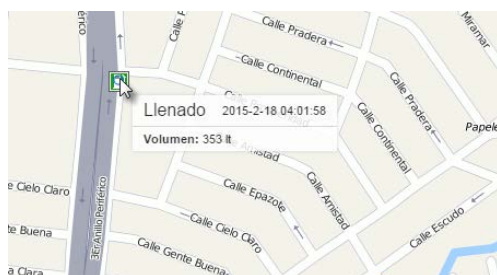 Calle Pradera
Miramar
Calle Continental
Calle Pradera
Llenado 2015-2-18 04:01:58
Calle Continental
Papele
Volumen: 353 lt
Amistad
Calle Epazote
Calle Amistad
e Cielo Claro
3Er Anillo Periférico
Calle Cielo Claro
Calle Escudo
te Buena
Calle Gente Buena
a Clara